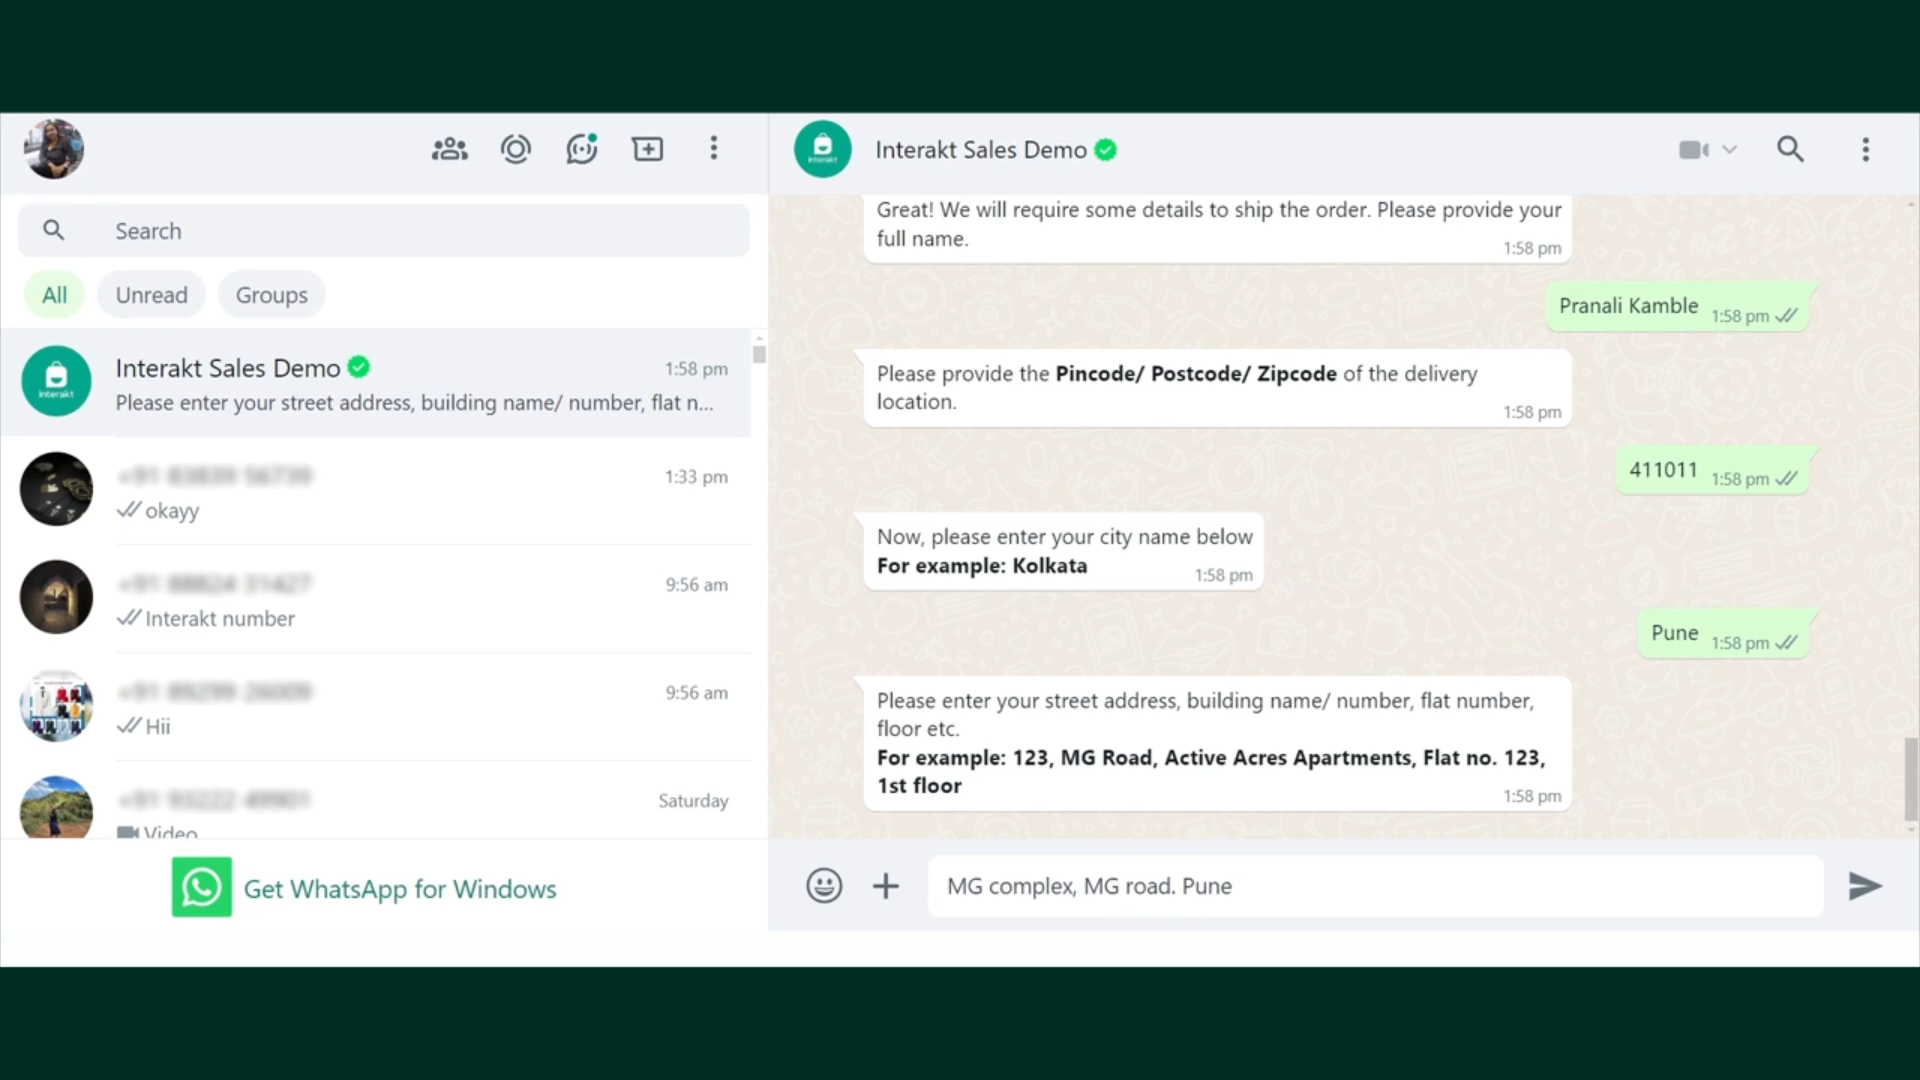 Search
All
Unread
Groups
Interakt Sales Demo
1:58 pm
Please enter your street address, building name/ number, flat n...
1:33 pm
okayy
9:56 am
Interakt number
9:56 am
Hii
Saturday
Video
Get WhatsApp for Windows
interakt
Interakt Sales Demo
Great! We will require some details to ship the order. Please provide your
full name.
1:58 pm
Pranali Kamble 1:58 pm
Please provide the Pincode/ Postcode/ Zipcode of the delivery
location.
1:58 pm
411011 1:58 pm
Now, please enter your city name below
For example: Kolkata
1:58 pm
Pune 1:58 pm
Please enter your street address, building name/ number, flat number,
floor etc.
For example: 123, MG Road, Active Acres Apartments, Flat no. 123,
1st floor
1:58 pm
MG complex, MG road. Pune